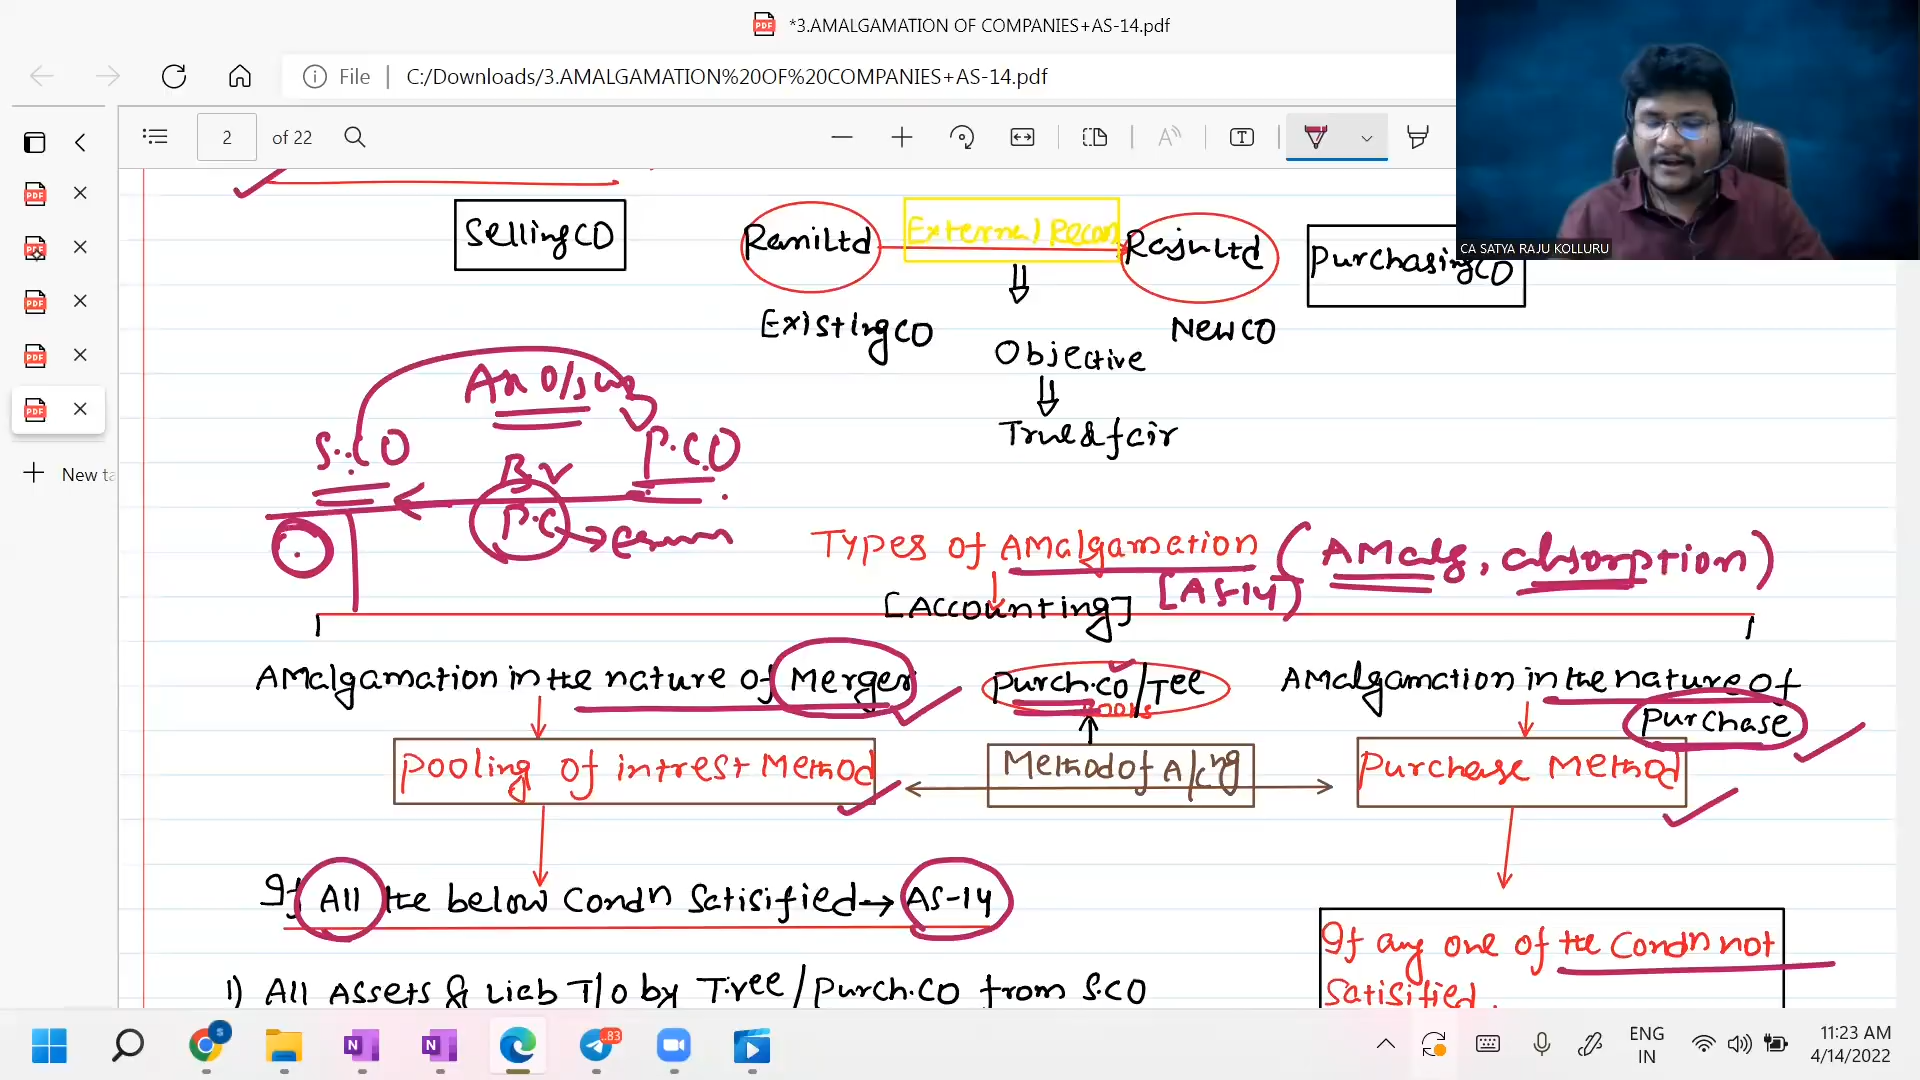 *3.AMALGAMATION OF COMPANIES+AS-14.pdf
File | C:/Downloads/3.AMALGAMATION%20OF%20COMPANIES+AS-14.pdf
2 of 22
New ta
CA SATYA RAJU KOLLURU
SellingCO
RamiLtd
External Recon
RajuLtd
PurchasingCO
ExistingCO
NewCO
Objective
True&fair
S.CO
P.CO
B.V
P.C
Types of AMalgamation (AMalg, absorption)
[Accounting]
[AS-14)
AMalgamation in the nature of Merger
Purch.CO/Tee
Books
AMalgamation in the nature of
Purchase
Pooling of intrest Method
Method of A/cing
Purchase Method
If All the below Condn Satisified→ AS-14
If any one of the Condn not
Satisified.
1) All Assets & Liab T/o by T.ree/Purch.CO from S.CO
.83
ENG
IN
11:23 AM
4/14/2022